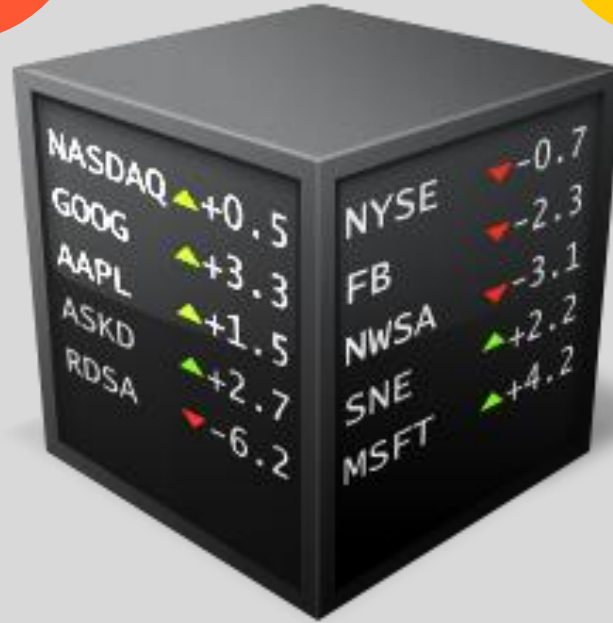 NASDAQ ▲+0.5
GOOG ▲+3.3
AAPL ▲+1.5
ASKD ▲+2.7
RDSA ▼-6.2
NYSE ▼-0.7
FB ▼-2.3
NWSA ▼-3.1
SNE ▲+2.2
MSFT ▲+4.2